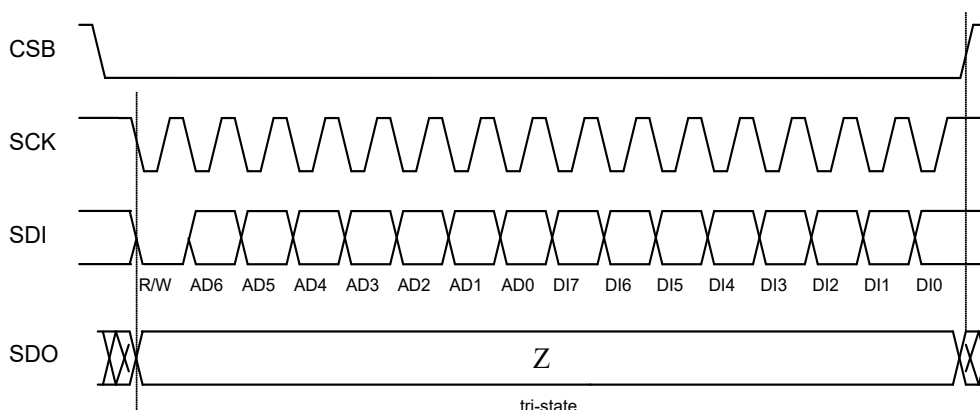 CSB
SCK
SDI
R/W AD6 AD5 AD4 AD3 AD2 AD1 AD0 DI7 DI6 DI5 DI4 DI3 DI2 DI1 DI0
SDO Z
tri-state